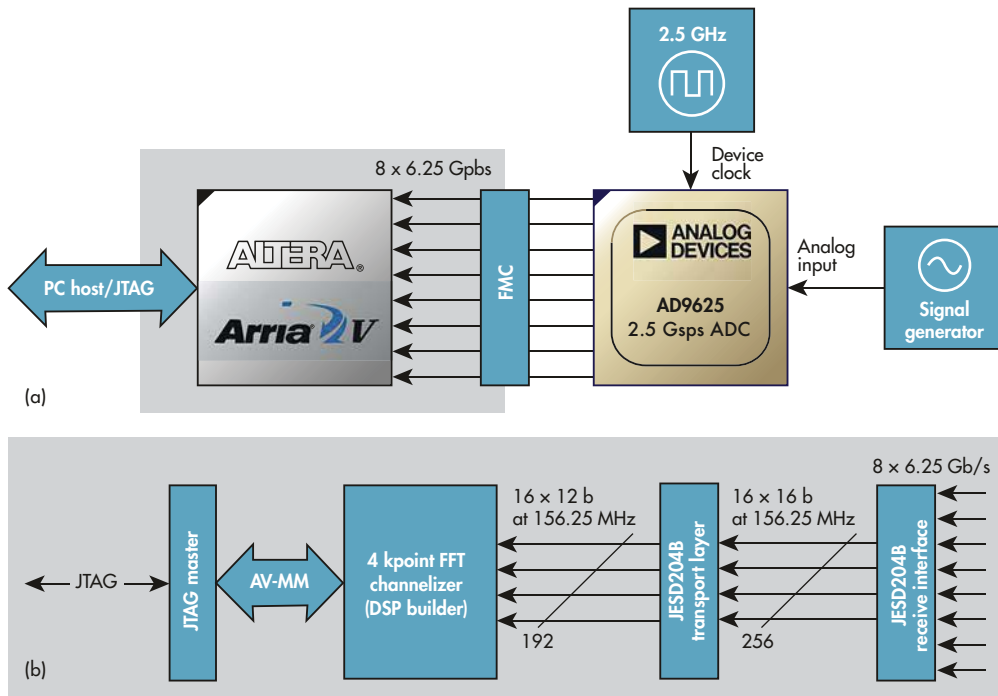 2.5 GHz
Device
clock
8 x 6.25 Gpbs
ALTERA®
Arria V
PC host/JTAG
FMC
ANALOG
DEVICES
AD9625
2.5 Gsps ADC
Analog
input
Signal
generator
(a)
8 × 6.25 Gb/s
16 × 12 b
at 156.25 MHz
16 × 16 b
at 156.25 MHz
JTAG
JTAG master
AV-MM
4 kpoint FFT
channelizer
(DSP builder)
192
JESD204B
transport layer
256
JESD204B
receive interface
(b)